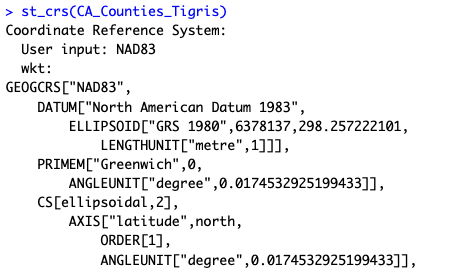 > st_crs(CA_Counties_Tigris)
Coordinate Reference System:
  User input: NAD83
  wkt:
GEOGCRS["NAD83",
    DATUM["North American Datum 1983",
        ELLIPSOID["GRS 1980",6378137,298.257222101,
            LENGTHUNIT["metre",1]]],
    PRIMEM["Greenwich",0,
        ANGLEUNIT["degree",0.0174532925199433]],
    CS[ellipsoidal,2],
        AXIS["latitude",north,
            ORDER[1],
            ANGLEUNIT["degree",0.0174532925199433]],